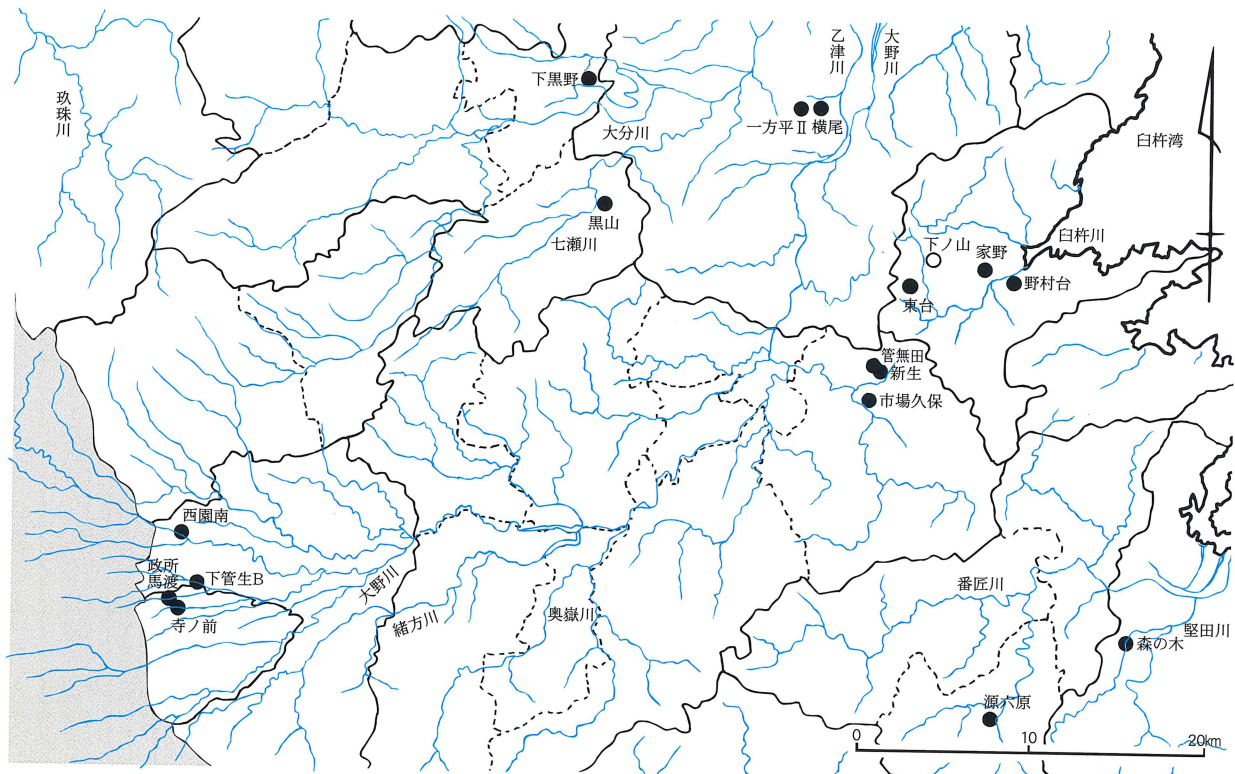 乙津川
大野川
玖珠川
下黒野
一方平Ⅱ 横尾
大分川
臼杵湾
黒山
七瀬川
臼杵川
下ノ山
家野
野村台
東台
管無田
新生
市場久保
西園南
政所
馬渡
下管生B
寺ノ前
大野川
緒方川
奥嶽川
番匠川
堅田川
森の木
源六原
0 10 20km